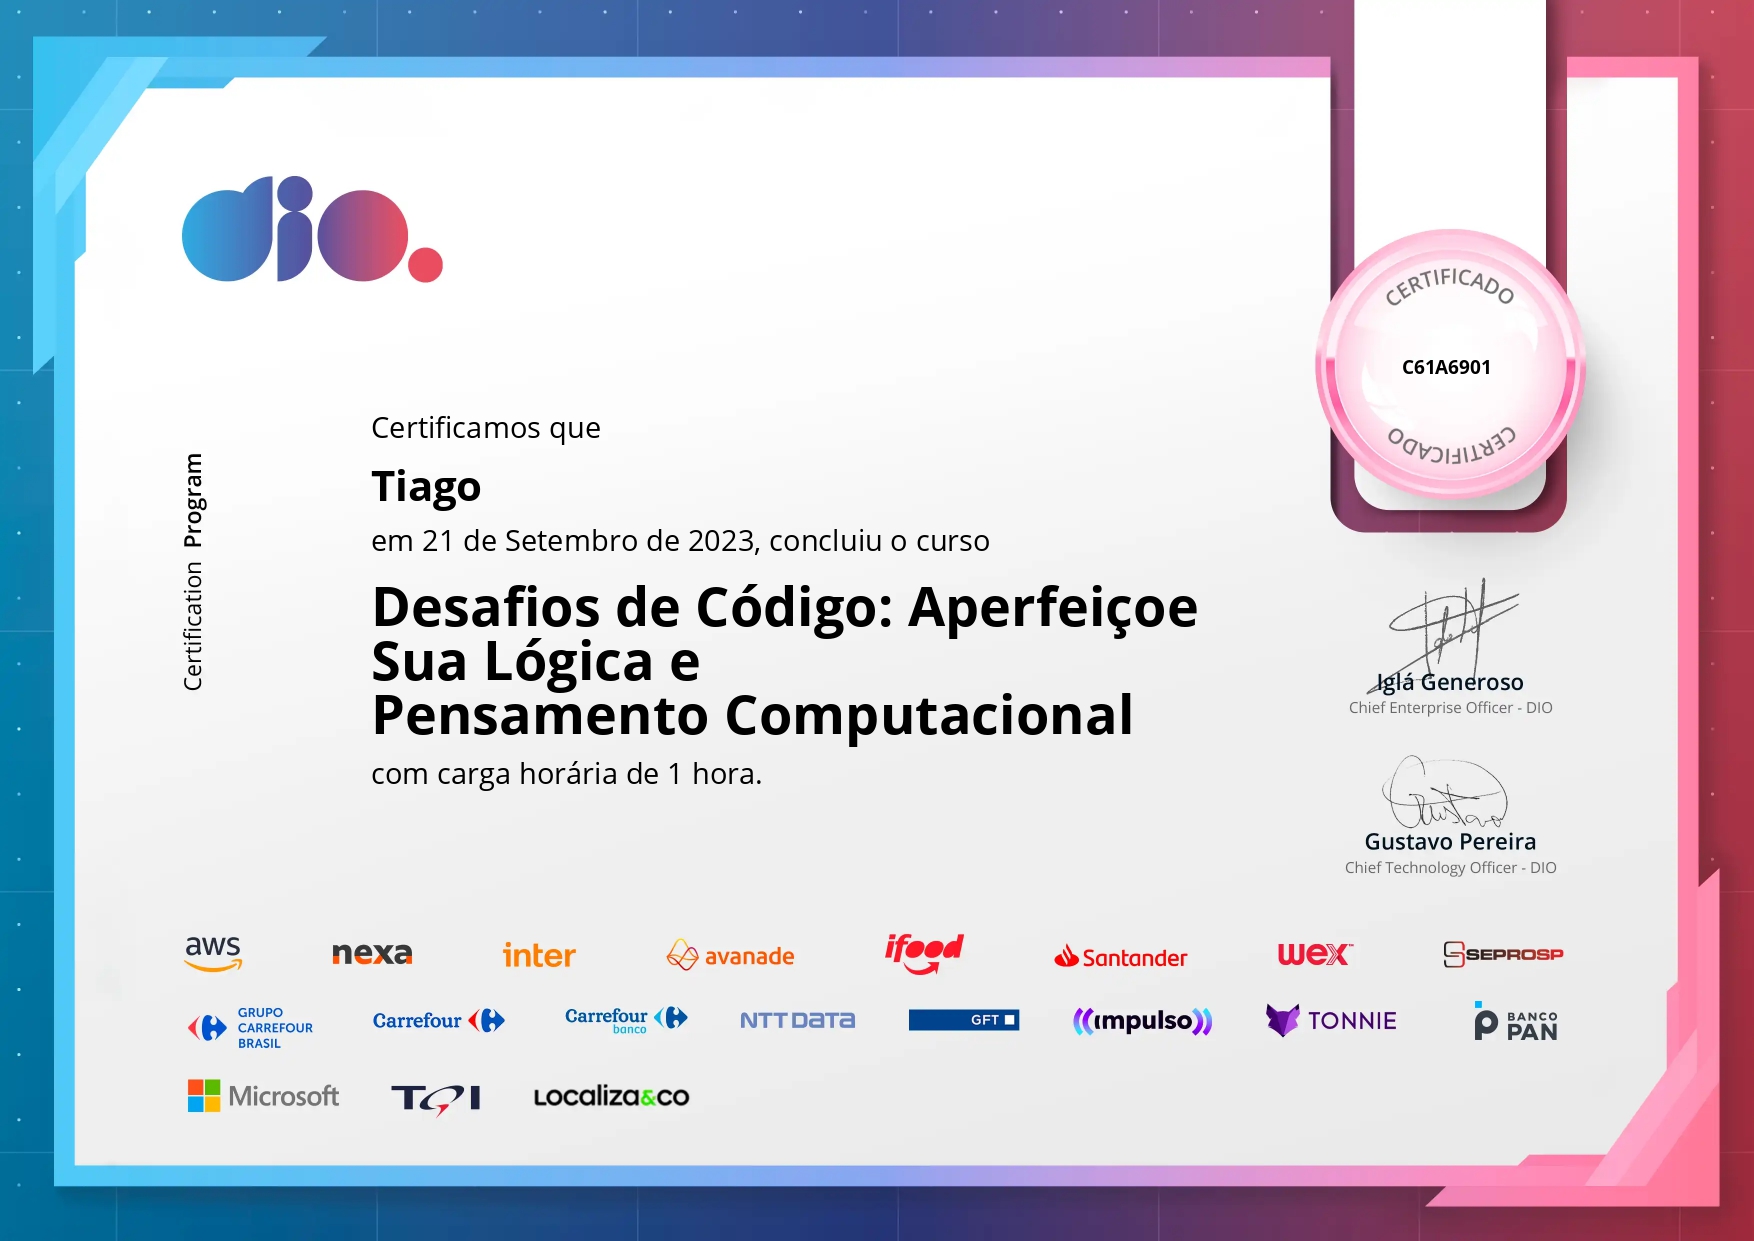 dio.
CERTIFICADO
C61A6901
CERTIFICADO
Certification Program
Certificamos que
Tiago
em 21 de Setembro de 2023, concluiu o curso
Desafios de Código: Aperfeiçoe
Sua Lógica e
Pensamento Computacional
com carga horária de 1 hora.
Iglá Generoso
Chief Enterprise Officer - DIO
Gustavo Pereira
Chief Technology Officer - DIO
aws nexa inter avanade ifood Santander wex SEPROSP
GRUPO
CARREFOUR
BRASIL
Carrefour
Carrefour
banco
NTT DATA
GFT
impulso
TONNIE
BANCO
PAN
Microsoft TQI Localiza&co